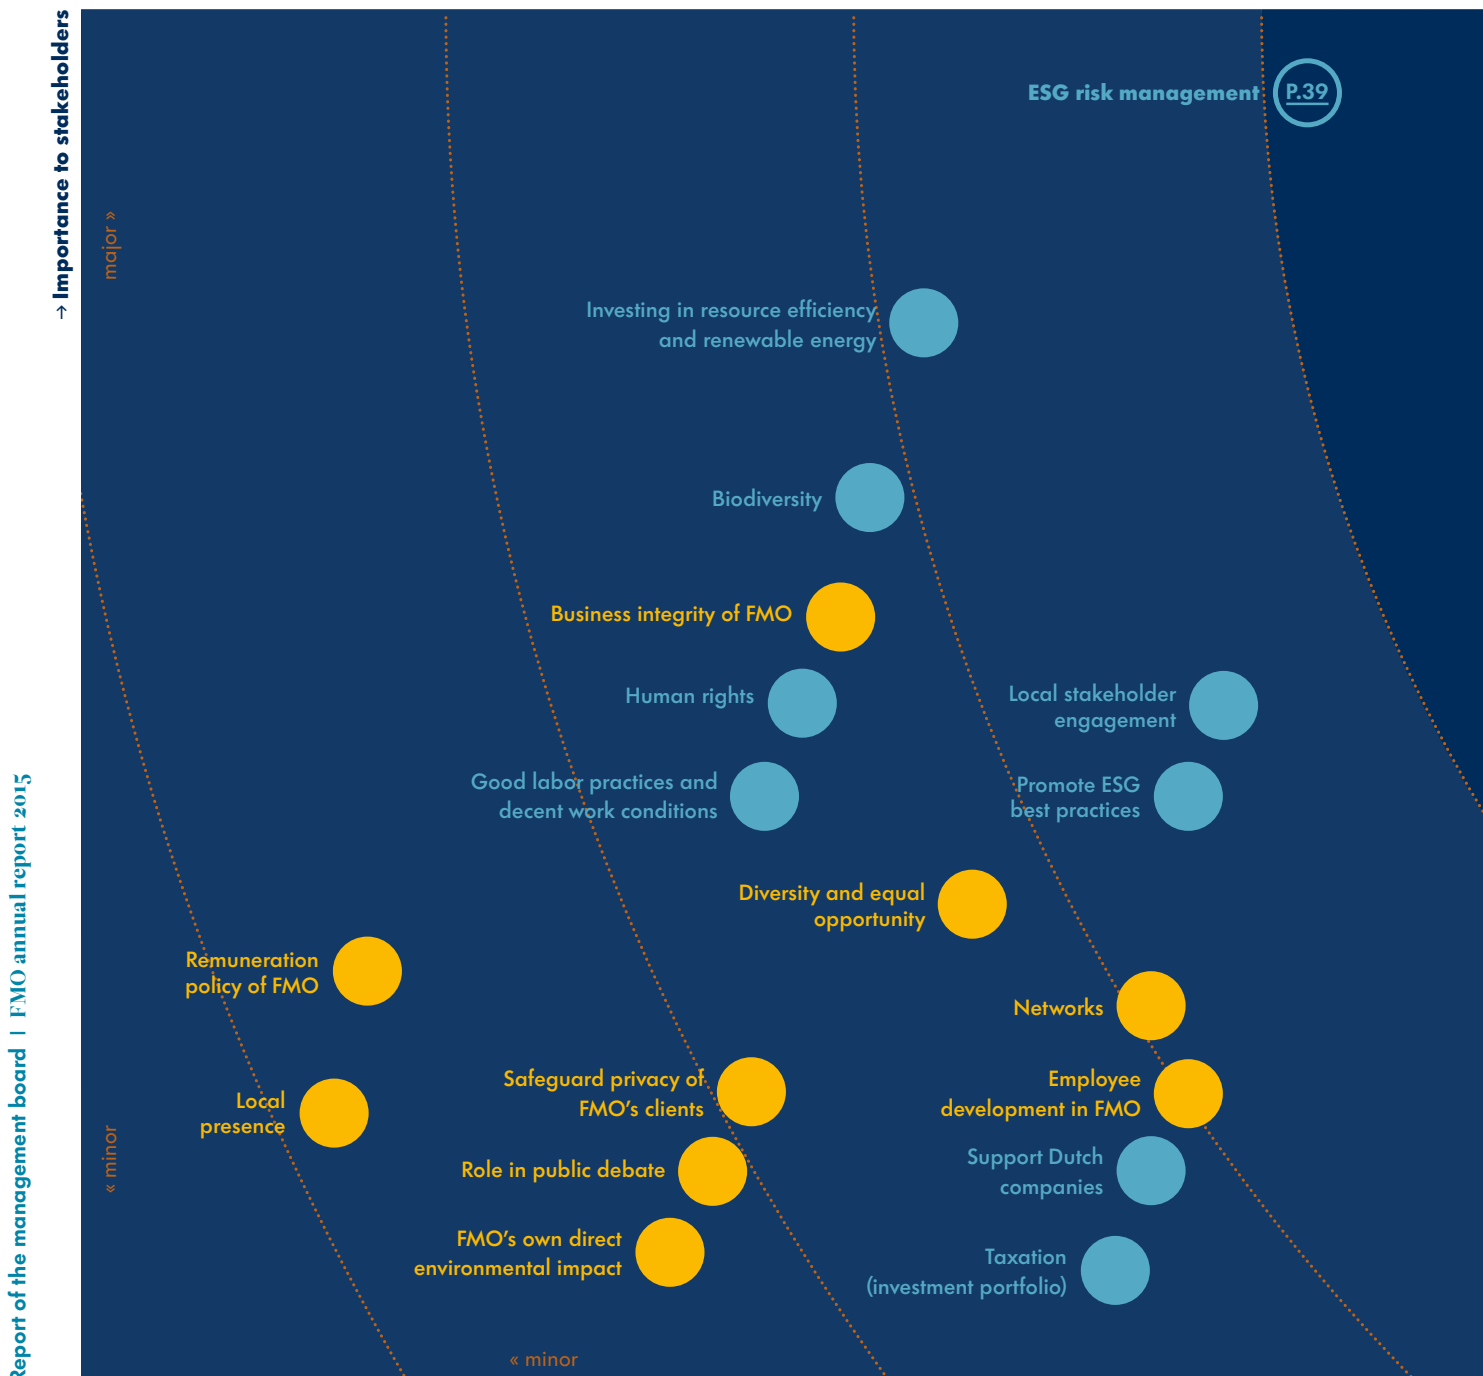 → Importance to stakeholders
major »
« minor
Report of the management board | FMO annual report 2015
ESG risk management
P.39
Investing in resource efficiency
and renewable energy
Biodiversity
Business integrity of FMO
Human rights
Local stakeholder
engagement
Good labor practices and
decent work conditions
Promote ESG
best practices
Diversity and equal
opportunity
Remuneration
policy of FMO
Networks
Safeguard privacy of
FMO's clients
Employee
development in FMO
Local
presence
Role in public debate
Support Dutch
companies
FMO's own direct
environmental impact
Taxation
(investment portfolio)
« minor